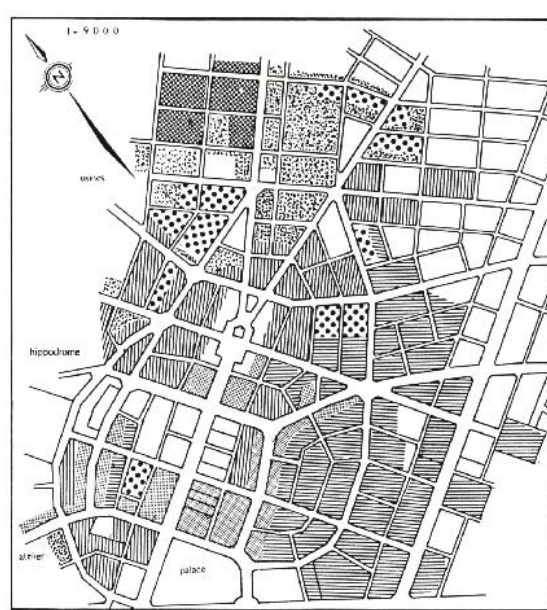 1-9000
N
usines
hippodrome
atelier
palace